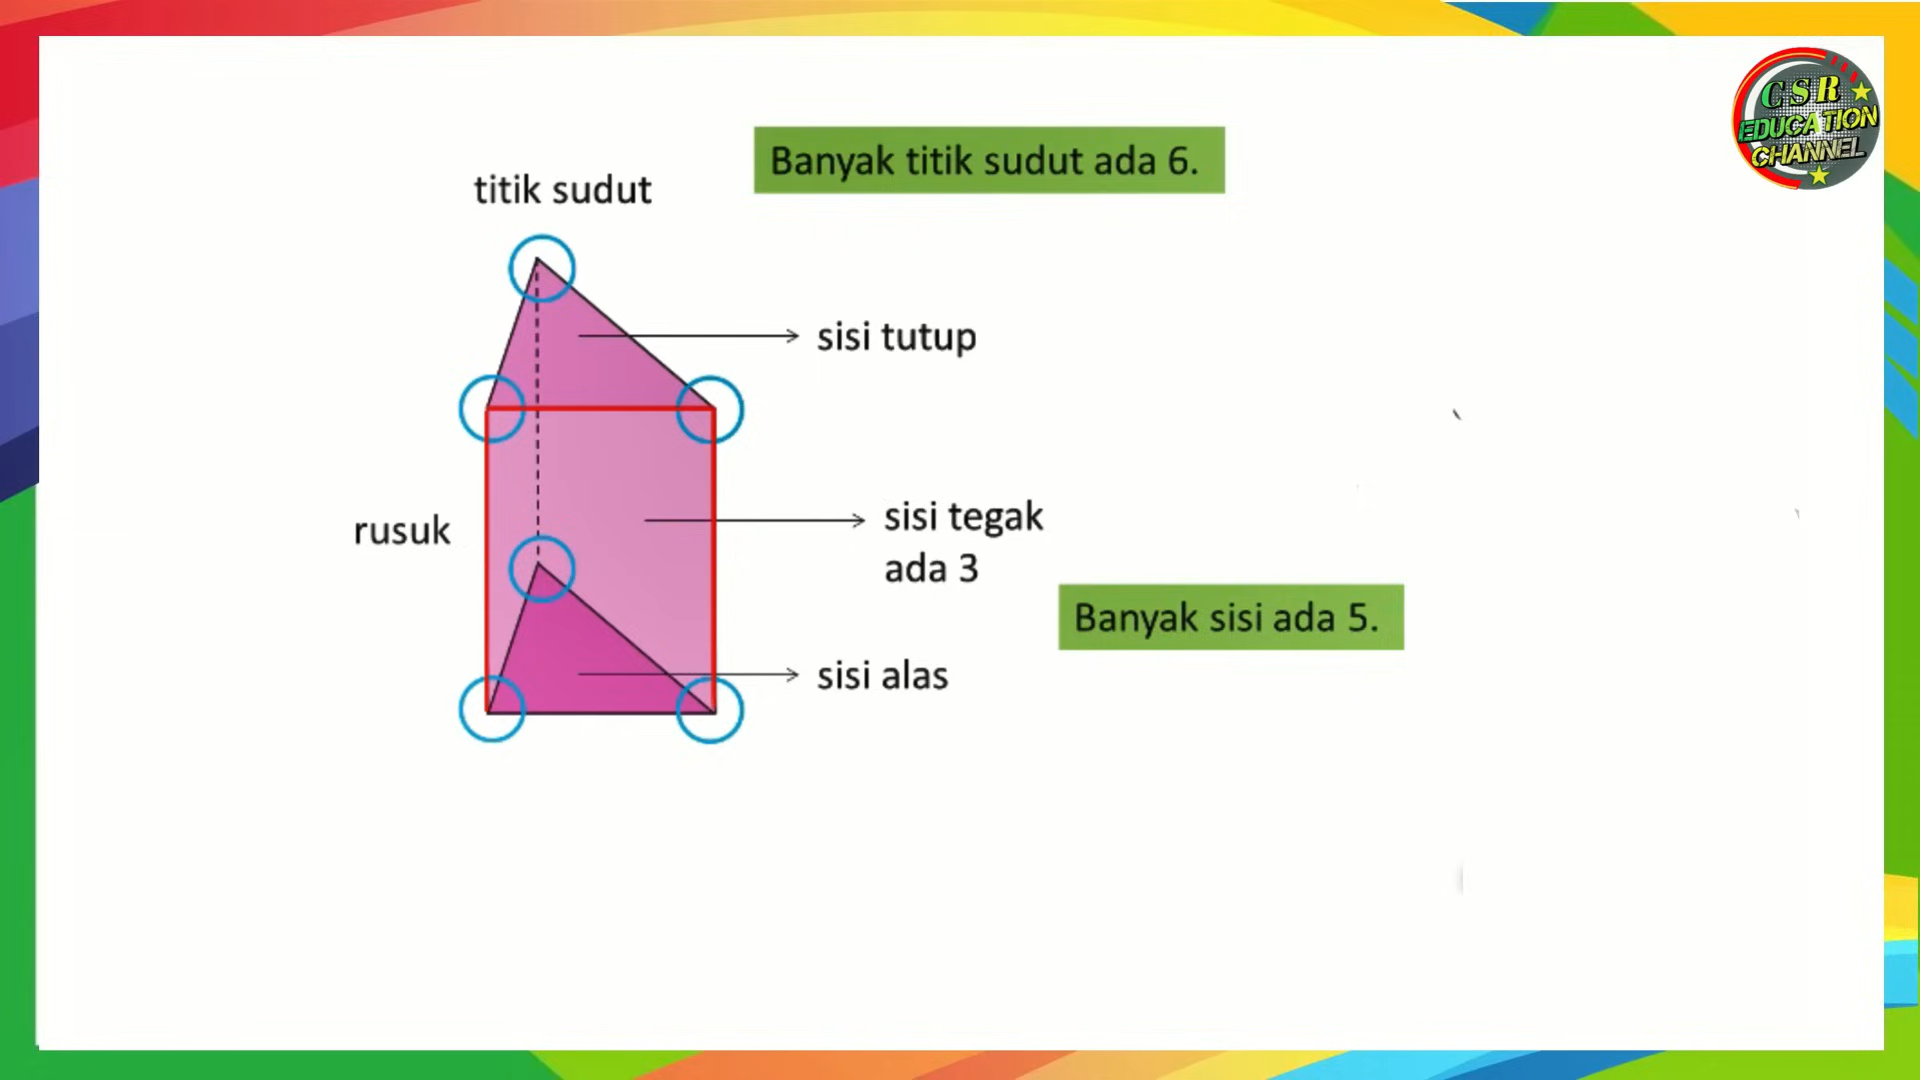 CSR
EDUCATION
CHANNEL
Banyak titik sudut ada 6.
titik sudut
sisi tutup
rusuk
sisi tegak
ada 3
Banyak sisi ada 5.
sisi alas